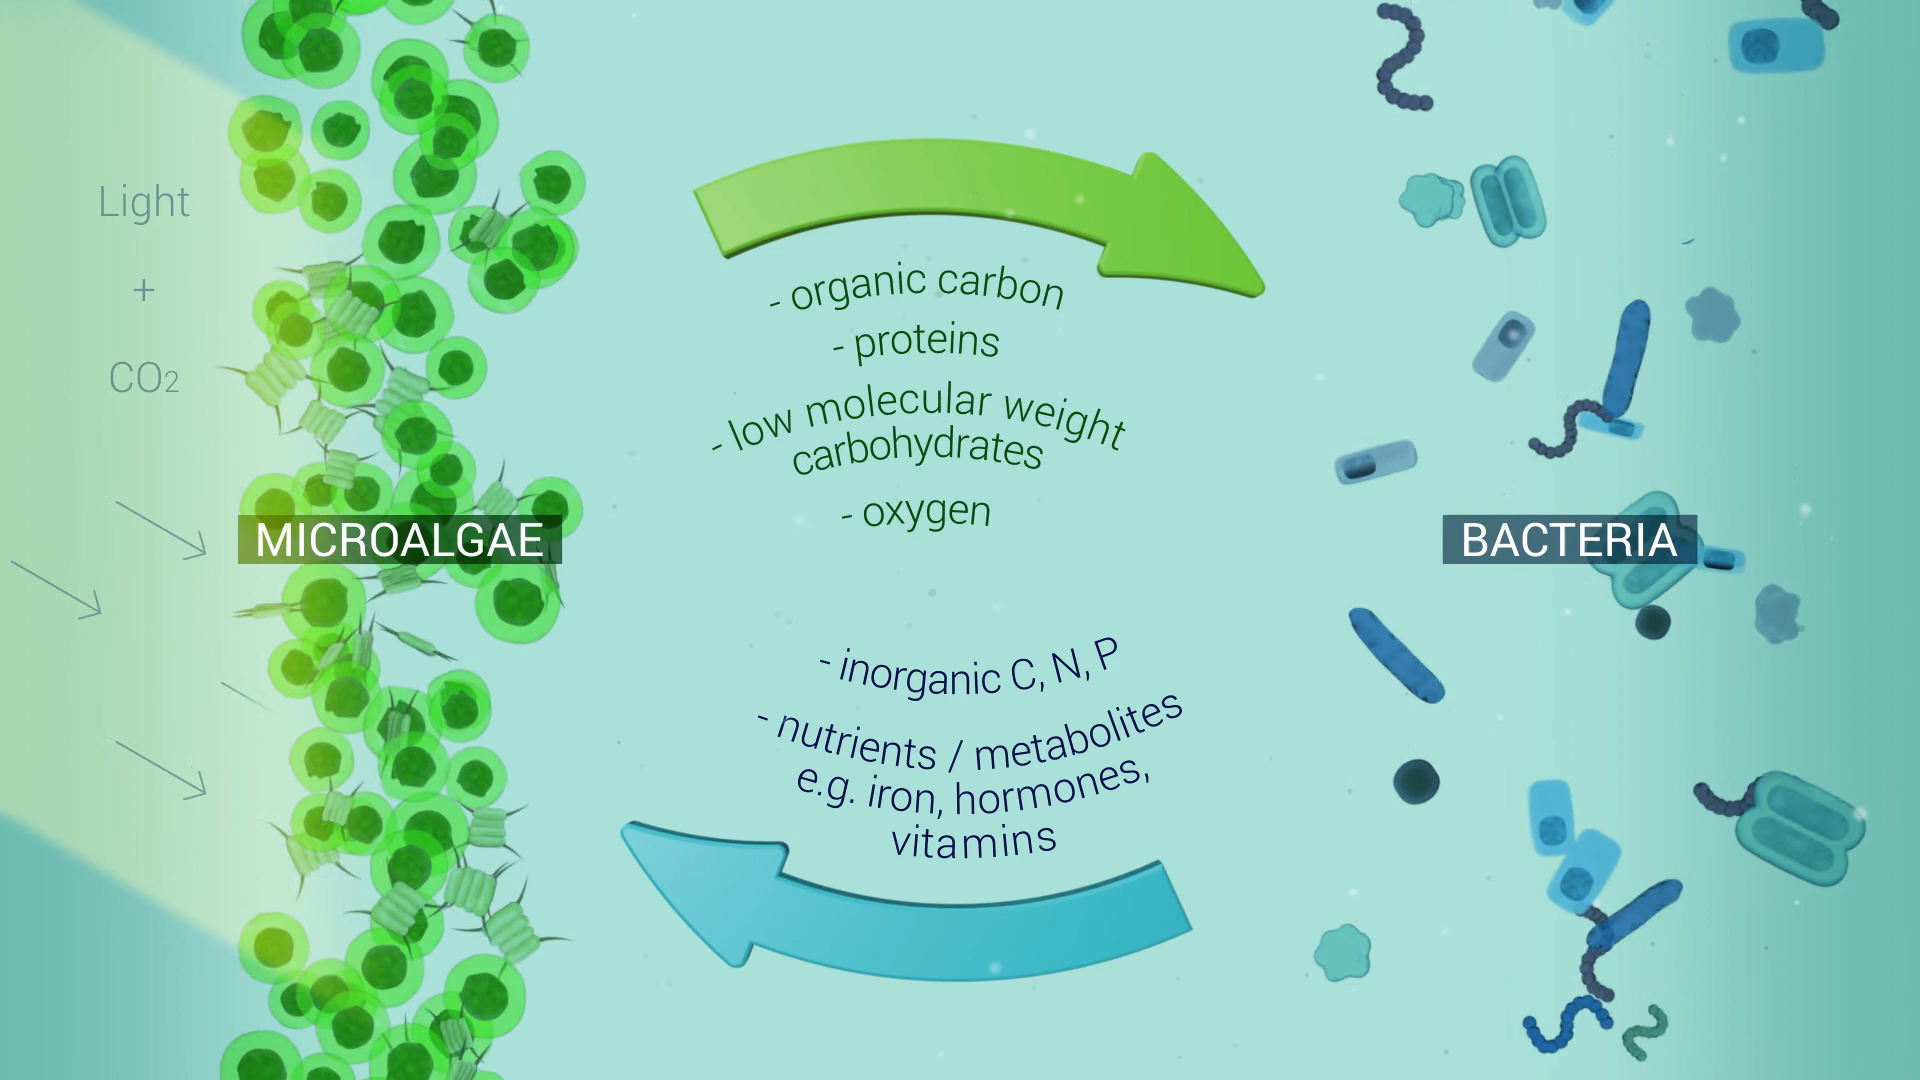 Light
+
CO2
MICROALGAE
- organic carbon
- proteins
- low molecular weight
carbohydrates
- oxygen
- inorganic C, N, P
- nutrients / metabolites
e.g. iron, hormones,
vitamins
BACTERIA